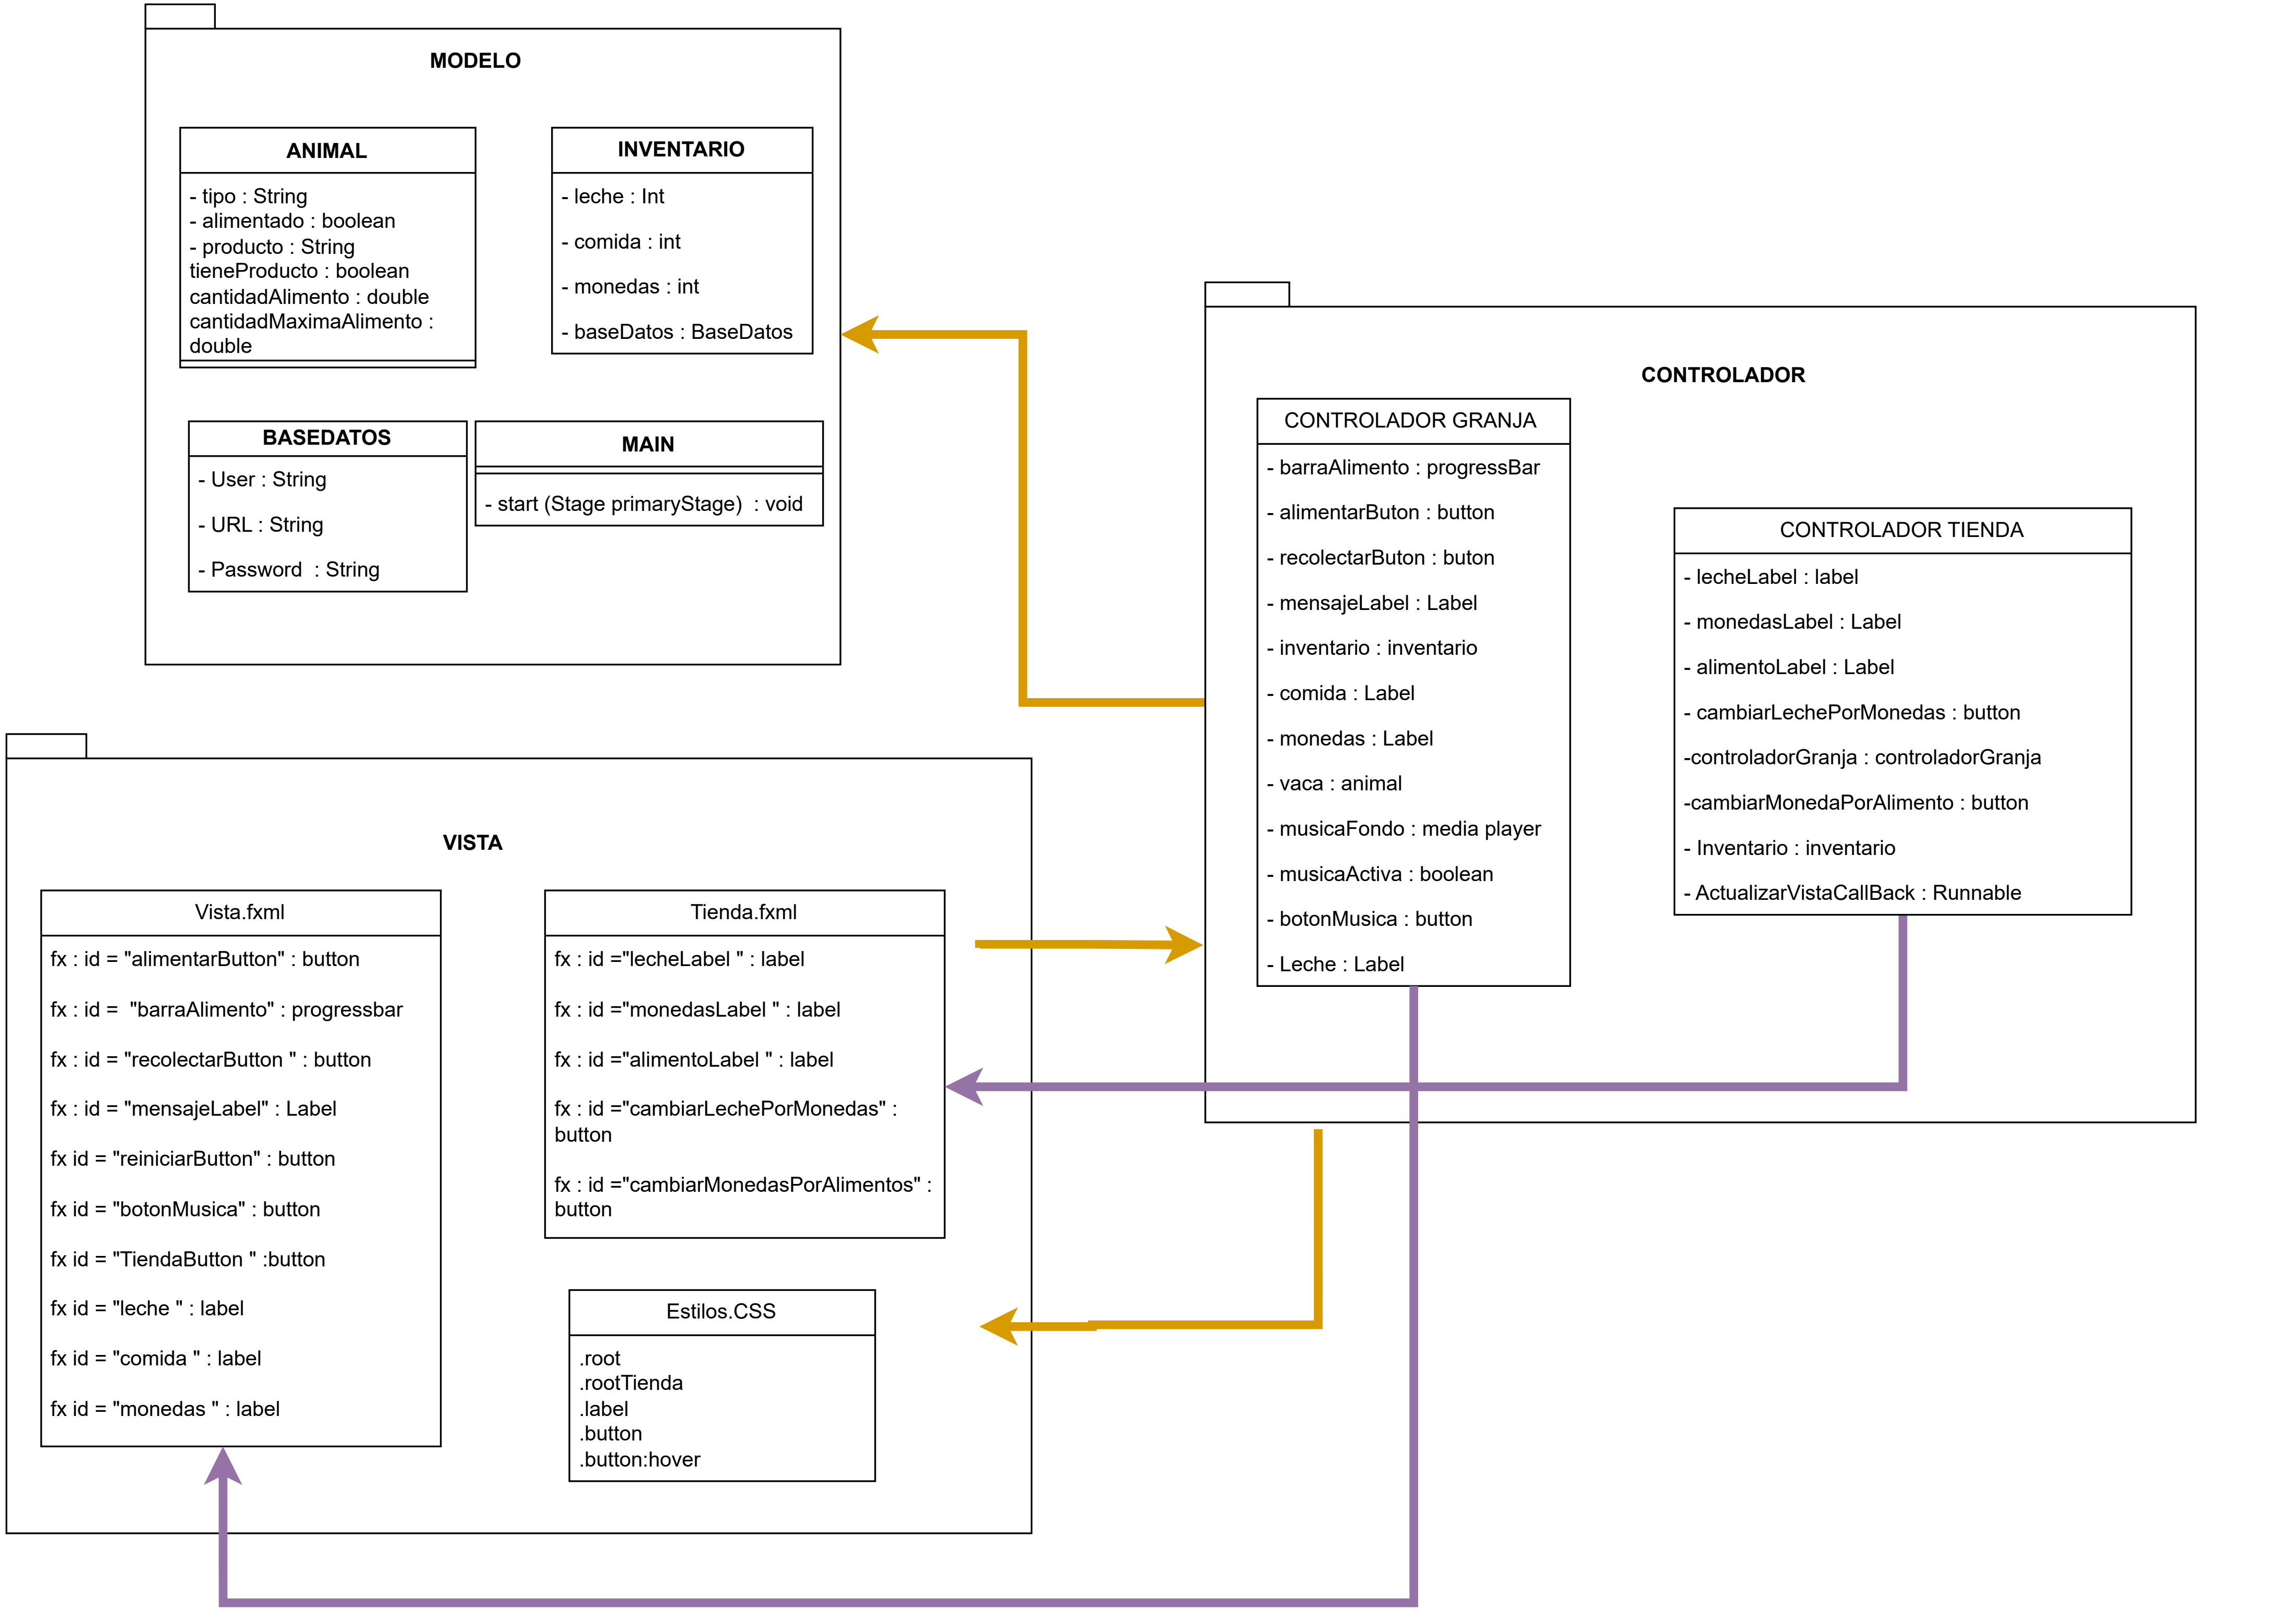 MODELO
ANIMAL
- tipo : String
- alimentado : boolean
- producto : String
tieneProducto : boolean
cantidadAlimento : double
cantidadMaximaAlimento :
double
INVENTARIO
- leche : Int
- comida : int
- monedas : int
- baseDatos : BaseDatos
BASEDATOS
- User : String
- URL : String
- Password  : String
MAIN
- start (Stage primaryStage)  : void
CONTROLADOR
CONTROLADOR GRANJA
- barraAlimento : progressBar
- alimentarButon : button
- recolectarButon : buton
- mensajeLabel : Label
- inventario : inventario
- comida : Label
- monedas : Label
- vaca : animal
- musicaFondo : media player
- musicaActiva : boolean
- botonMusica : button
- Leche : Label
CONTROLADOR TIENDA
- lecheLabel : label
- monedasLabel : Label
- alimentoLabel : Label
- cambiarLechePorMonedas : button
-controladorGranja : controladorGranja
-cambiarMonedaPorAlimento : button
- Inventario : inventario
- ActualizarVistaCallBack : Runnable
VISTA
Vista.fxml
fx : id = "alimentarButton" : button
fx : id =  "barraAlimento" : progressbar
fx : id = "recolectarButton " : button
fx : id = "mensajeLabel" : Label
fx id = "reiniciarButton" : button
fx id = "botonMusica" : button
fx id = "TiendaButton " :button
fx id = "leche " : label
fx id = "comida " : label
fx id = "monedas " : label
Tienda.fxml
fx : id ="lecheLabel " : label
fx : id ="monedasLabel " : label
fx : id ="alimentoLabel " : label
fx : id ="cambiarLechePorMonedas" :
button
fx : id ="cambiarMonedasPorAlimentos" :
button
Estilos.CSS
.root
.rootTienda
.label
.button
.button:hover